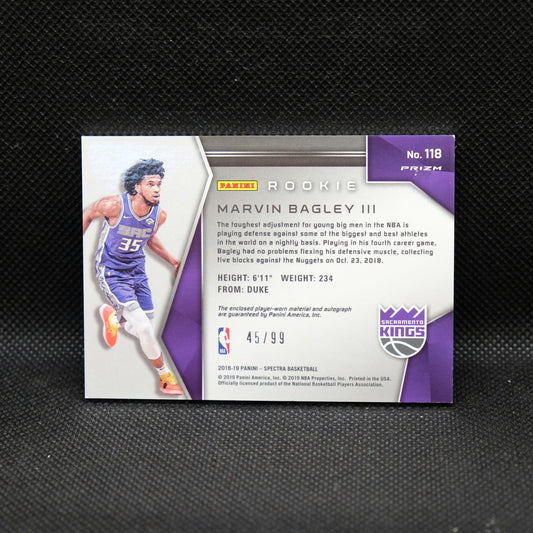 No. 118
PRIZM
PANINI ROOKIE
MARVIN BAGLEY III
The toughest adjustment for young big men in the NBA is
playing defense against some of the biggest and best athletes
in the world on a nightly basis. Playing in his fourth career game,
Bagley had no problems flexing his defensive muscle, collecting
five blocks against the Nuggets on Oct. 23, 2018.
HEIGHT: 6'11" WEIGHT: 234
FROM: DUKE
The enclosed player-worn material and autograph
are guaranteed by Panini America, Inc.
45/99
SAC
35
SACRAMENTO
KINGS
2018-19 PANINI – SPECTRA BASKETBALL
© 2019 Panini America, Inc. © 2019 NBA Properties, Inc. Printed in the USA.
Officially licensed product of the National Basketball Players Association.